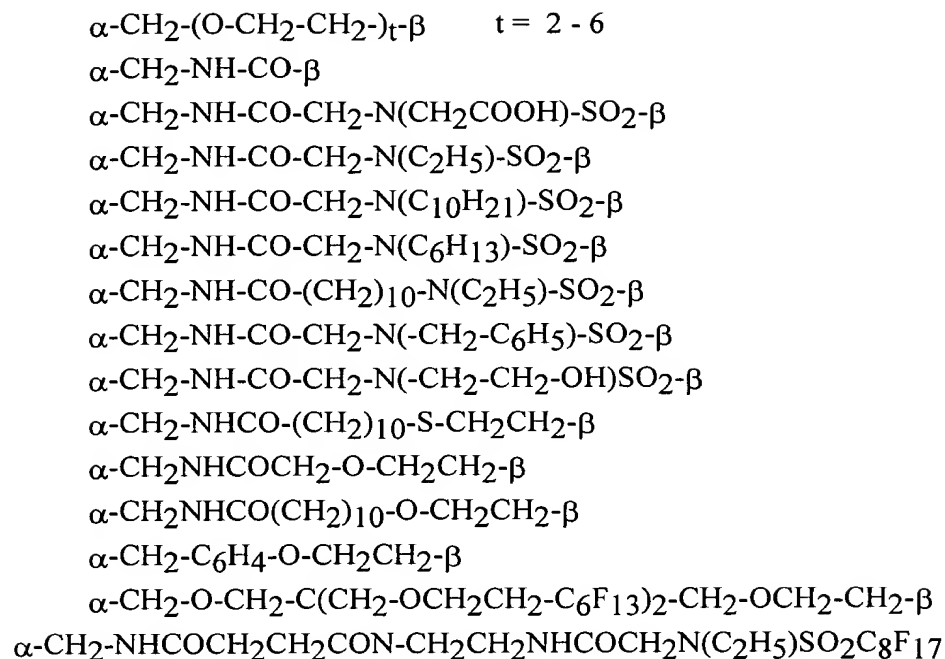 α-CH₂-(O-CH₂-CH₂-)ₜ-β t = 2 - 6
α-CH₂-NH-CO-β
α-CH₂-NH-CO-CH₂-N(CH₂COOH)-SO₂-β
α-CH₂-NH-CO-CH₂-N(C₂H₅)-SO₂-β
α-CH₂-NH-CO-CH₂-N(C₁₀H₂₁)-SO₂-β
α-CH₂-NH-CO-CH₂-N(C₆H₁₃)-SO₂-β
α-CH₂-NH-CO-(CH₂)₁₀-N(C₂H₅)-SO₂-β
α-CH₂-NH-CO-CH₂-N(-CH₂-C₆H₅)-SO₂-β
α-CH₂-NH-CO-CH₂-N(-CH₂-CH₂-OH)SO₂-β
α-CH₂-NHCO-(CH₂)₁₀-S-CH₂CH₂-β
α-CH₂NHCOCH₂-O-CH₂CH₂-β
α-CH₂NHCO(CH₂)₁₀-O-CH₂CH₂-β
α-CH₂-C₆H₄-O-CH₂CH₂-β
α-CH₂-O-CH₂-C(CH₂-OCH₂CH₂-C₆F₁₃)₂-CH₂-OCH₂-CH₂-β
α-CH₂-NHCOCH₂CH₂CON-CH₂CH₂NHCOCH₂N(C₂H₅)SO₂C₈F₁₇